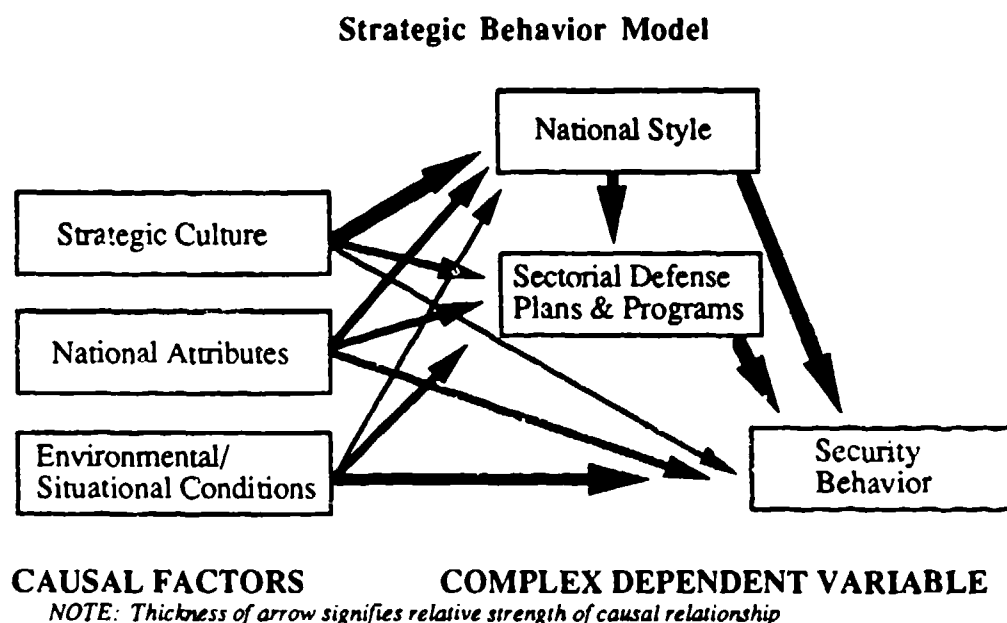 Strategic Behavior Model
National Style
Strategic Culture
Sectorial Defense
Plans & Programs
National Attributes
Environmental/
Situational Conditions
Security
Behavior
CAUSAL FACTORS
COMPLEX DEPENDENT VARIABLE
NOTE: Thickness of arrow signifies relative strength of causal relationship